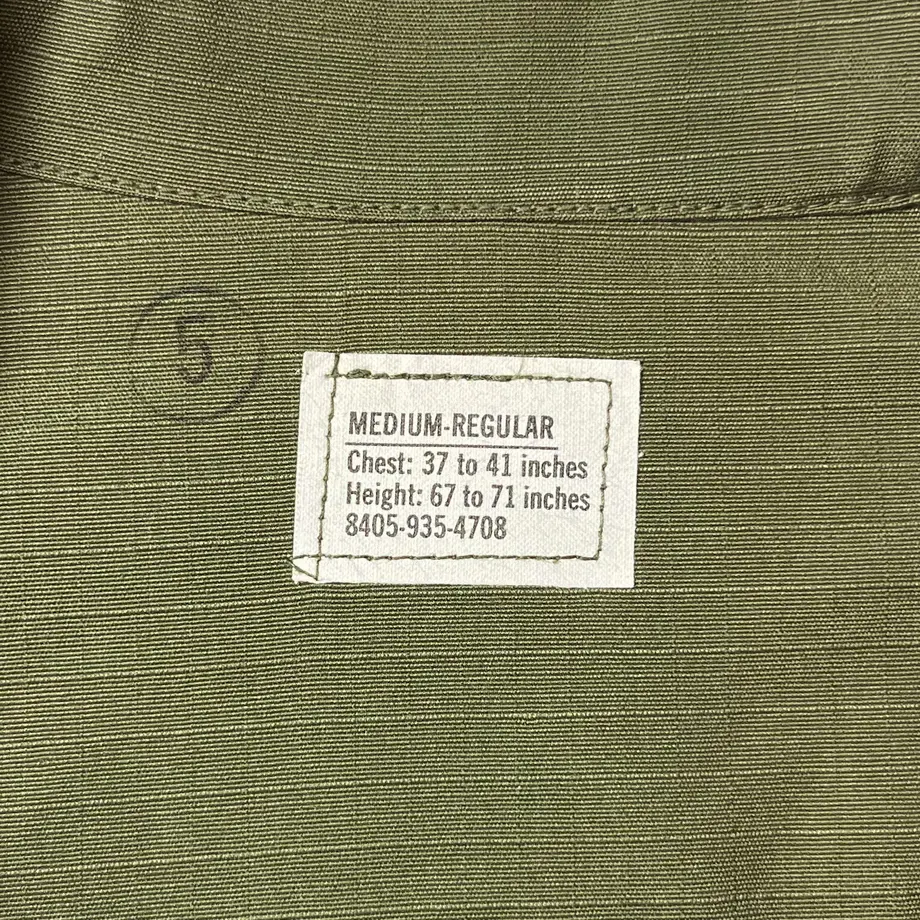 5
MEDIUM-REGULAR
Chest: 37 to 41 inches
Height: 67 to 71 inches
8405-935-4708